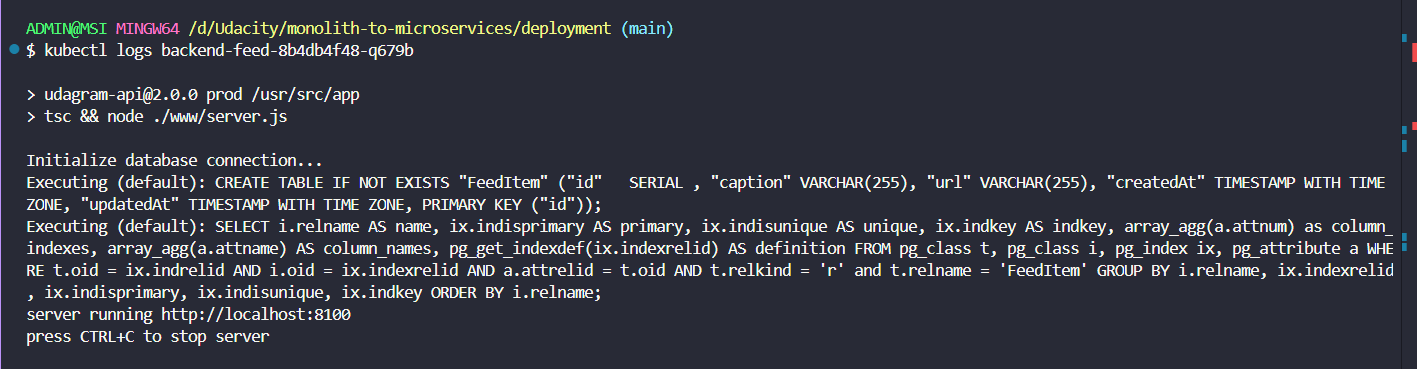 ADMIN@MSI MINGW64 /d/Udacity/monolith-to-microservices/deployment (main)
$ kubectl logs backend-feed-8b4db4f48-q679b
> udagram-api@2.0.0 prod /usr/src/app
> tsc && node ./www/server.js
Initialize database connection...
Executing (default): CREATE TABLE IF NOT EXISTS "FeedItem" ("id"   SERIAL , "caption" VARCHAR(255), "url" VARCHAR(255), "createdAt" TIMESTAMP WITH TIME
ZONE, "updatedAt" TIMESTAMP WITH TIME ZONE, PRIMARY KEY ("id"));
Executing (default): SELECT i.relname AS name, ix.indisprimary AS primary, ix.indisunique AS unique, ix.indkey AS indkey, array_agg(a.attnum) as column_
indexes, array_agg(a.attname) AS column_names, pg_get_indexdef(ix.indexrelid) AS definition FROM pg_class t, pg_class i, pg_index ix, pg_attribute a WHE
RE t.oid = ix.indrelid AND i.oid = ix.indexrelid AND a.attrelid = t.oid AND t.relkind = 'r' and t.relname = 'FeedItem' GROUP BY i.relname, ix.indexrelid
, ix.indisprimary, ix.indisunique, ix.indkey ORDER BY i.relname;
server running http://localhost:8100
press CTRL+C to stop server